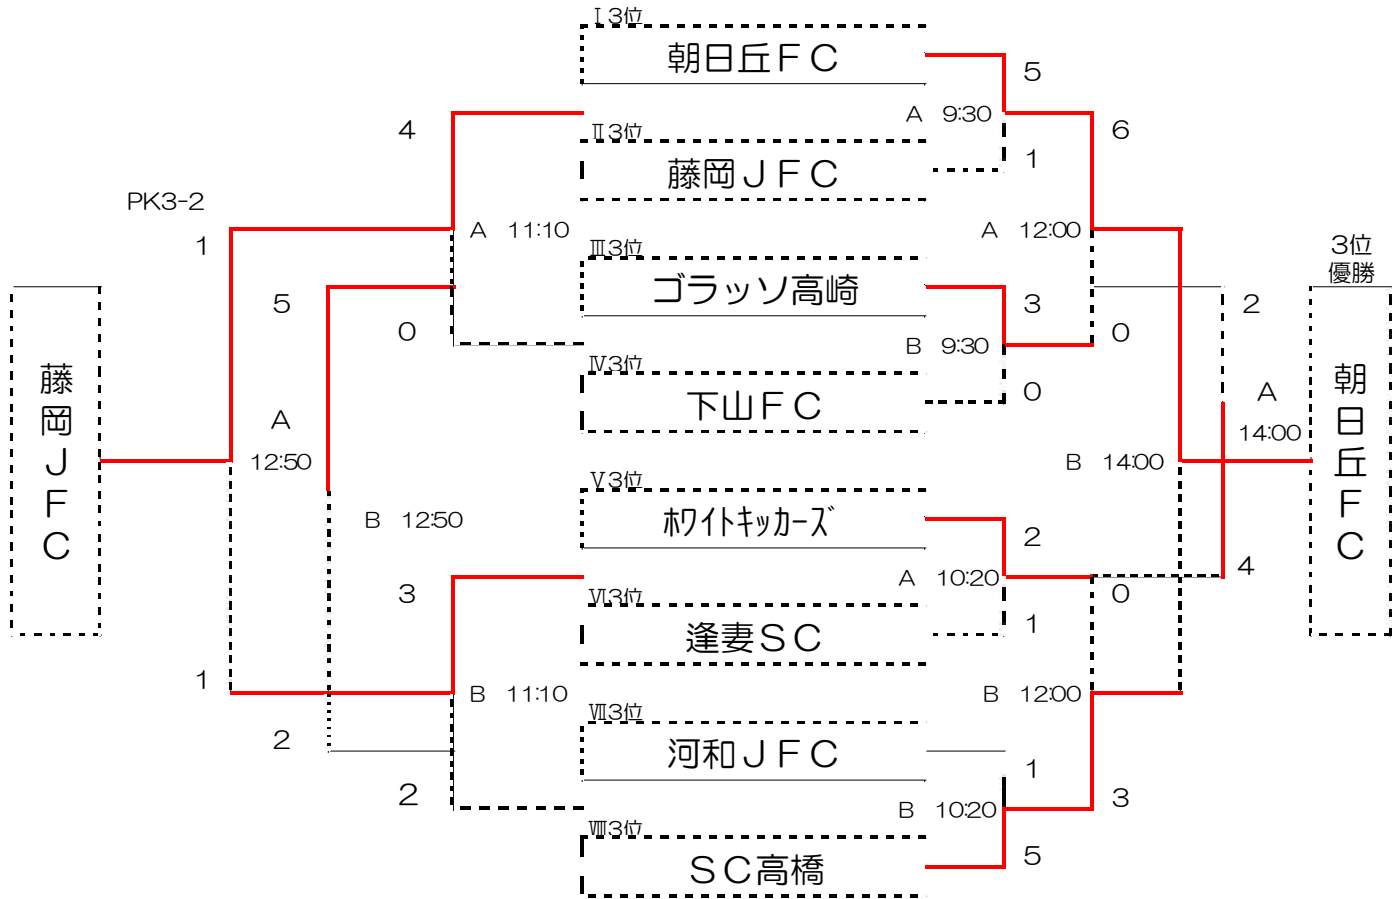 Ⅰ3位
朝日丘ＦＣ
5
4
A 9:30
6
Ⅱ3位
1
藤岡ＪＦＣ
PK3-2
1
A 11:10
A 12:00
Ⅲ3位
3位
優勝
ゴラッソ高崎
5
3
2
0
B 9:30
0
Ⅳ3位
下山ＦＣ
0
A
12:50
A
14:00
藤岡ＪＦＣ
朝日丘ＦＣ
B 14:00
Ⅴ3位
ﾎﾜｲﾄｷｯｶｰｽﾞ
B 12:50
2
3
A 10:20
0
4
Ⅵ3位
逢妻ＳＣ
1
1
B 11:10
B 12:00
Ⅶ3位
2
河和ＪＦＣ
1
2
B 10:20
3
Ⅷ3位
ＳＣ高橋
5